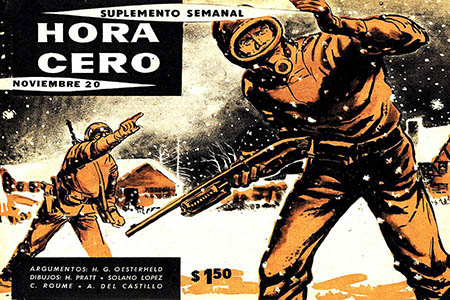 SUPLEMENTO SEMANAL
HORA
CERO
NOVIEMBRE 20
ARGUMENTOS: H. G. OESTERHELD
DIBUJOS: H. PRATT • SOLANO LOPEZ
C. ROUME • A. DEL CASTILLO
$ 1.50